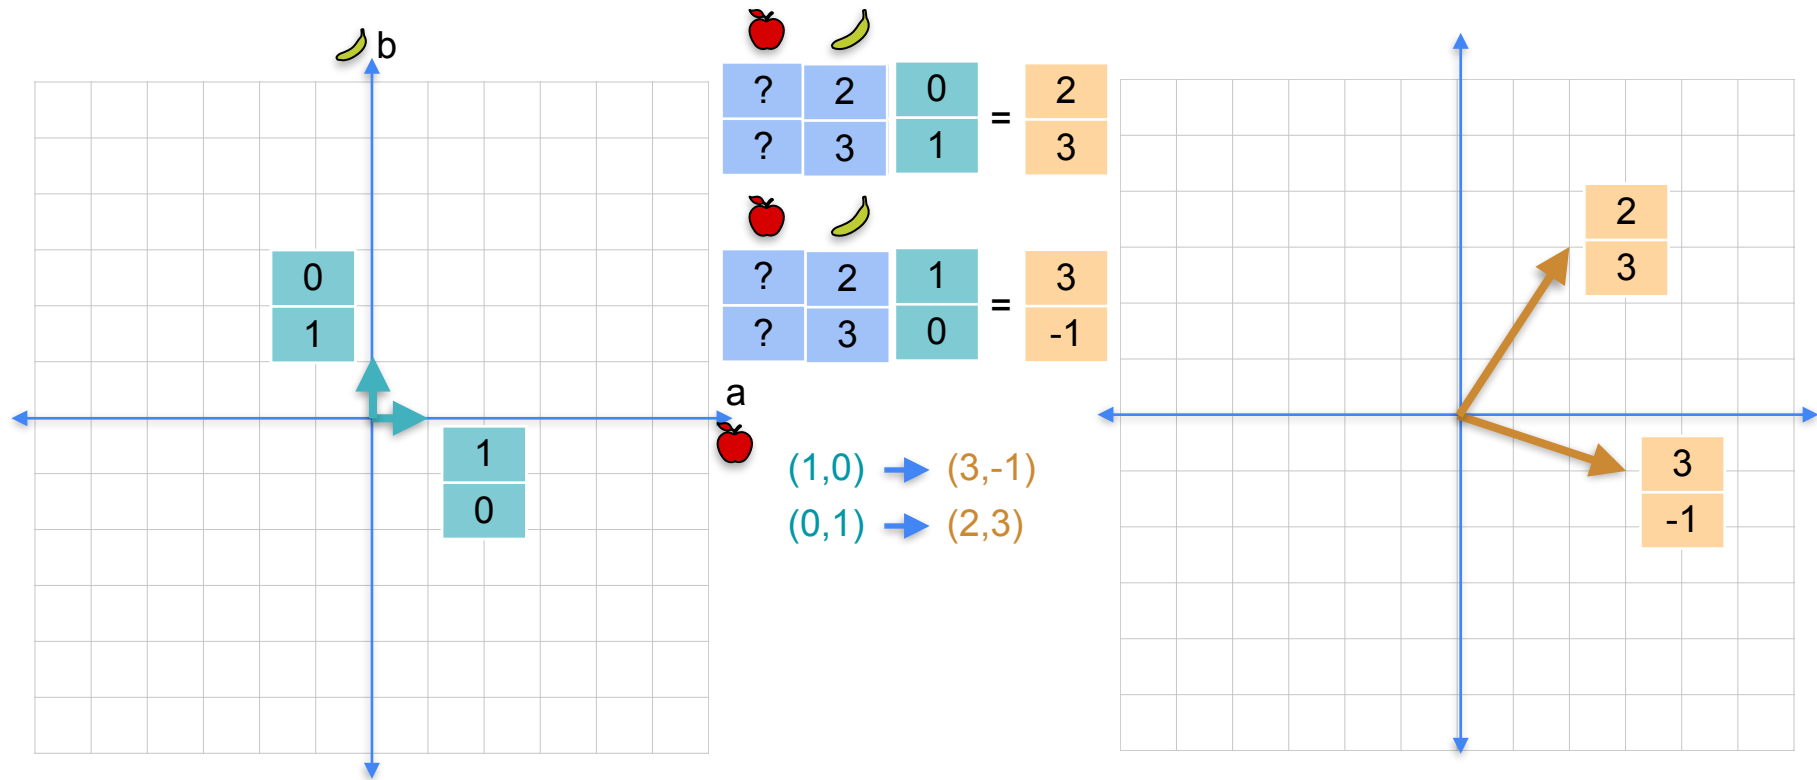 b
? 2 0 2
? 3 1 = 3
? 2 1 3
? 3 0 = -1
0
1
a
1
0
(1,0) (3,-1)
(0,1) (2,3)
2
3
3
-1